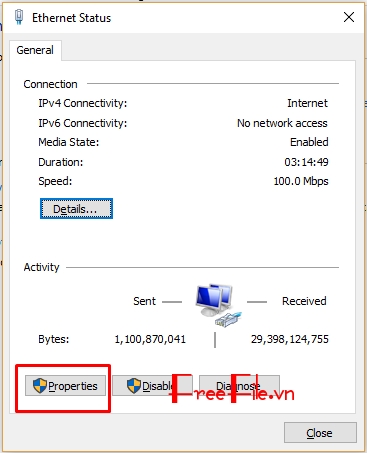 Ethernet Status
General
Connection
IPv4 Connectivity: Internet
IPv6 Connectivity: No network access
Media State: Enabled
Duration: 03:14:49
Speed: 100.0 Mbps
Details...
Activity
Sent — — Received
Bytes: 1,100,870,041 | 29,398,124,755
Properties Disable Diagnose
FreeFile.vn
Close